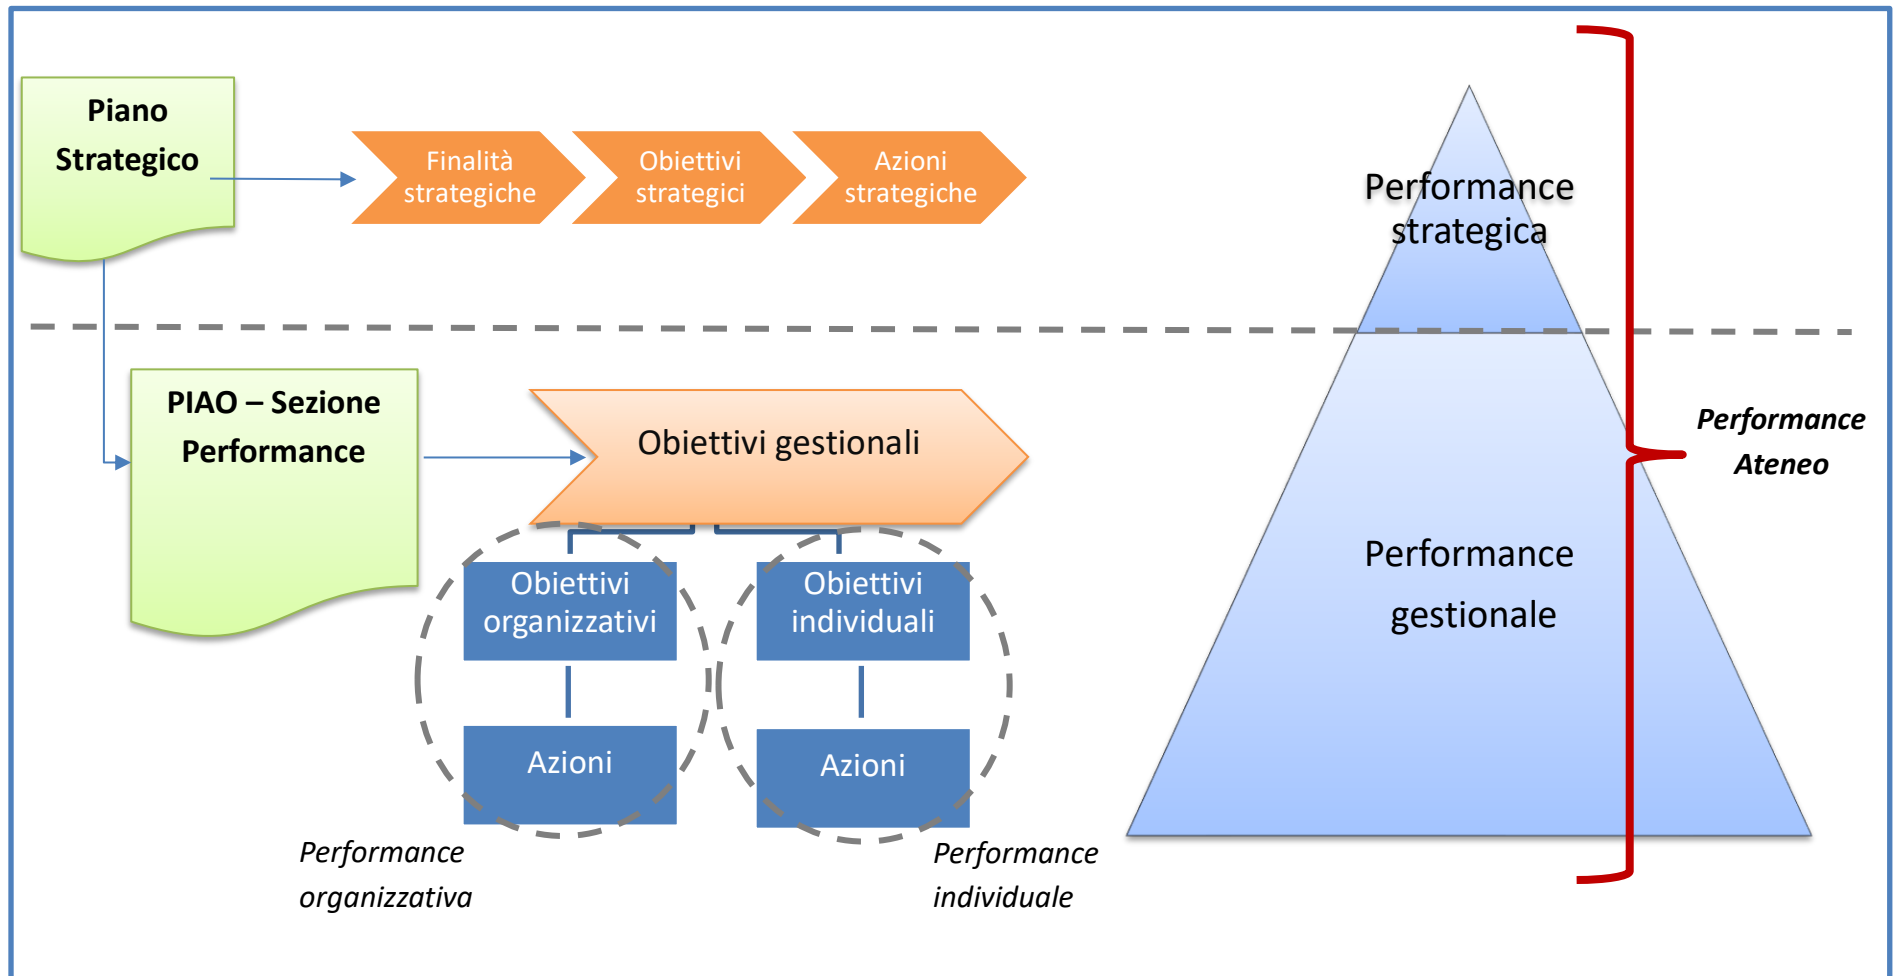 Piano
Strategico
Finalità
strategiche
Obiettivi
strategici
Azioni
strategiche
Performance
strategica
PIAO – Sezione
Performance
Obiettivi gestionali
Performance
Ateneo
Obiettivi
organizzativi
Obiettivi
individuali
Performance
gestionale
Azioni
Azioni
Performance
organizzativa
Performance
individuale